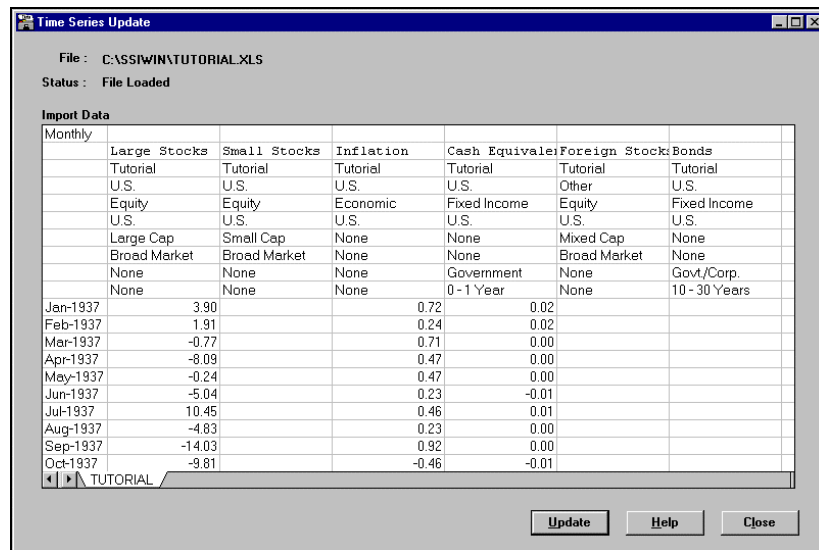 Time Series Update
File : C:\SSIWIN\TUTORIAL.XLS
Status : File Loaded
Import Data
Monthly
Large Stocks Small Stocks Inflation Cash Equivaler Foreign Stocks Bonds
Tutorial Tutorial Tutorial Tutorial Tutorial Tutorial
U.S. U.S. U.S. U.S. Other U.S.
Equity Equity Economic Fixed Income Equity Fixed Income
U.S. U.S. U.S. U.S. U.S. U.S.
Large Cap Small Cap None None Mixed Cap None
Broad Market Broad Market None None Broad Market None
None None None Government None Govt./Corp.
None None None 0 - 1 Year None 10 - 30 Years
Jan-1937 3.90 0.72 0.02
Feb-1937 1.91 0.24 0.02
Mar-1937 -0.77 0.71 0.00
Apr-1937 -8.09 0.47 0.00
May-1937 -0.24 0.47 0.00
Jun-1937 -5.04 0.23 -0.01
Jul-1937 10.45 0.46 0.01
Aug-1937 -4.83 0.23 0.00
Sep-1937 -14.03 0.92 0.00
Oct-1937 -9.81 -0.46 -0.01
TUTORIAL
Update Help Close